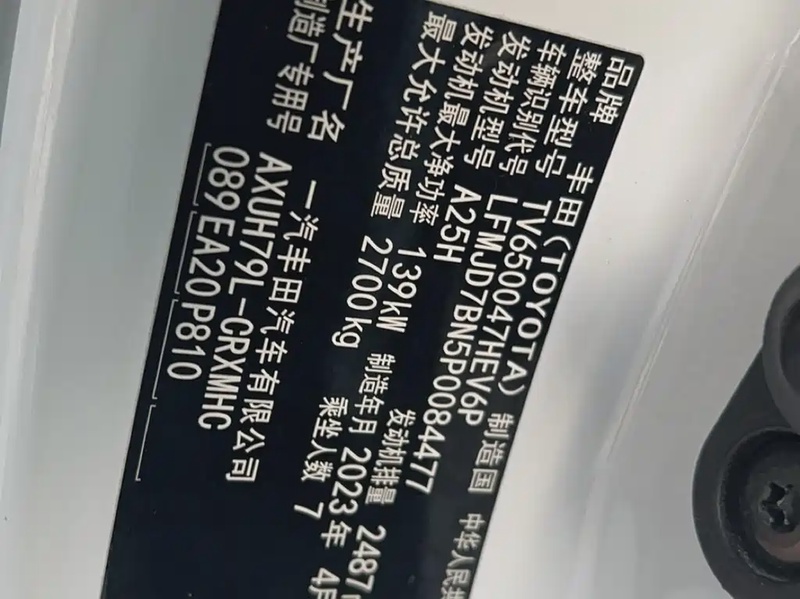 品牌 丰田（TOYOTA） 制造国 中华人民
整车型号 TV65004 7HEV6P
车辆识别代号 LFMJD7BN5P0084477
发动机型号 A25H 发动机排量 2487
发动机最大净功率 139kW 制造年月 2023年 4月
最大允许总质量 2700kg 乘坐人数 7
生产厂名 一汽丰田汽车有限公司
制造厂专用号 AXUH79L-CRXMHC
089 EA20 P810